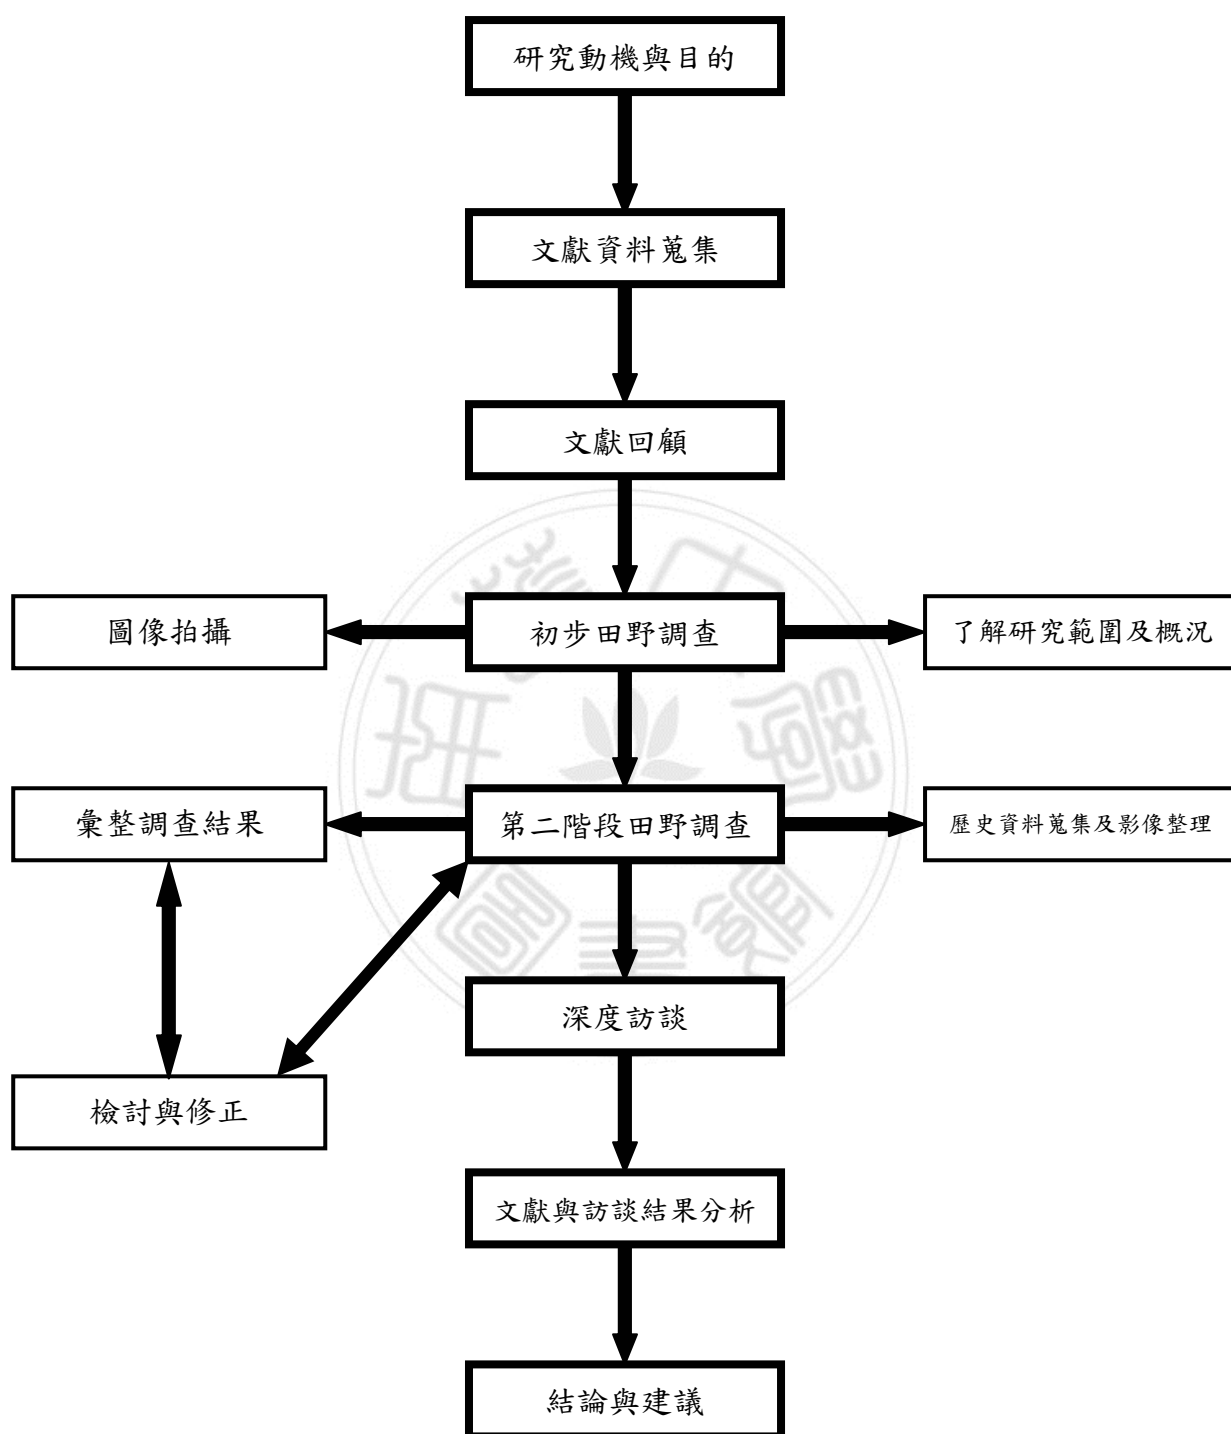 研究動機與目的
文獻資料蒐集
文獻回顧
圖像拍攝
初步田野調查
了解研究範圍及概況
彙整調查結果
第二階段田野調查
歷史資料蒐集及影像整理
深度訪談
檢討與修正
文獻與訪談結果分析
結論與建議